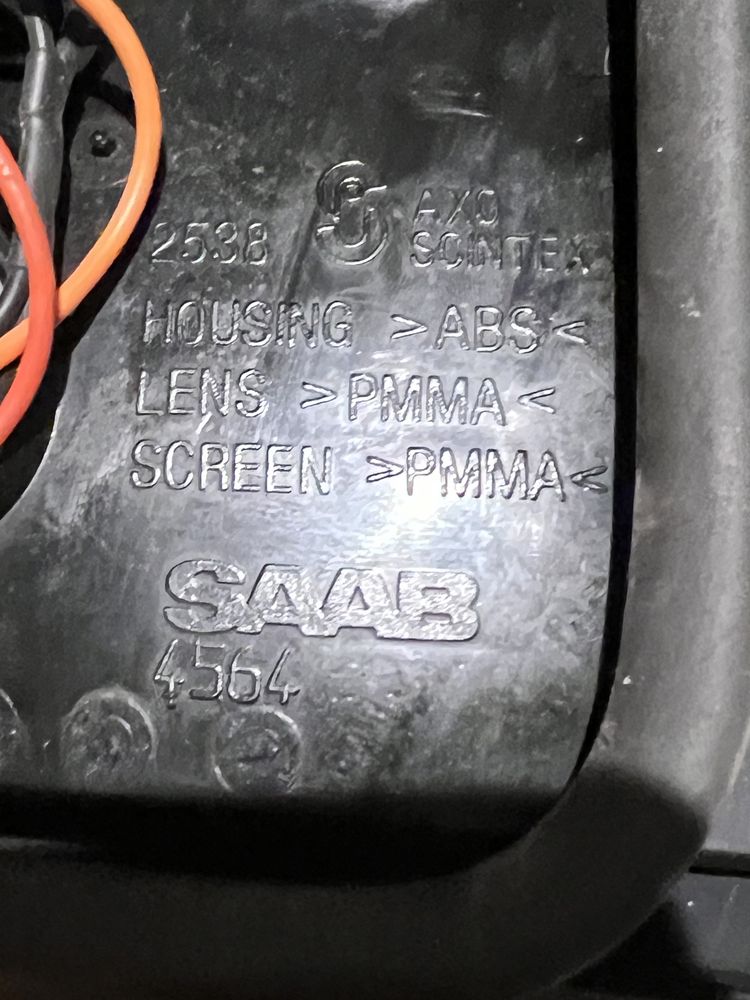 2538 AXO
SCINTEX
HOUSING >ABS<
LENS >PMMA<
SCREEN >PMMA<
SAAB
4564